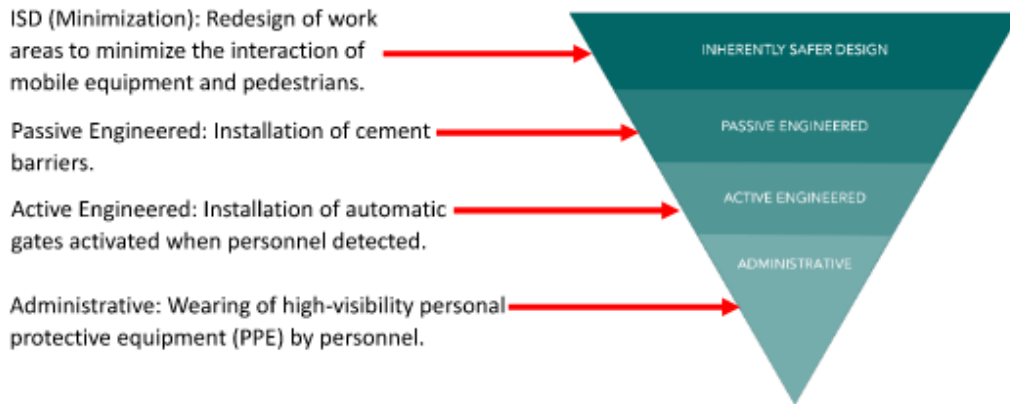 ISD (Minimization): Redesign of work
areas to minimize the interaction of
mobile equipment and pedestrians.
INHERENTLY SAFER DESIGN
Passive Engineered: Installation of cement
barriers.
PASSIVE ENGINEERED
Active Engineered: Installation of automatic
gates activated when personnel detected.
ACTIVE ENGINEERED
Administrative: Wearing of high-visibility personal
protective equipment (PPE) by personnel.
ADMINISTRATIVE